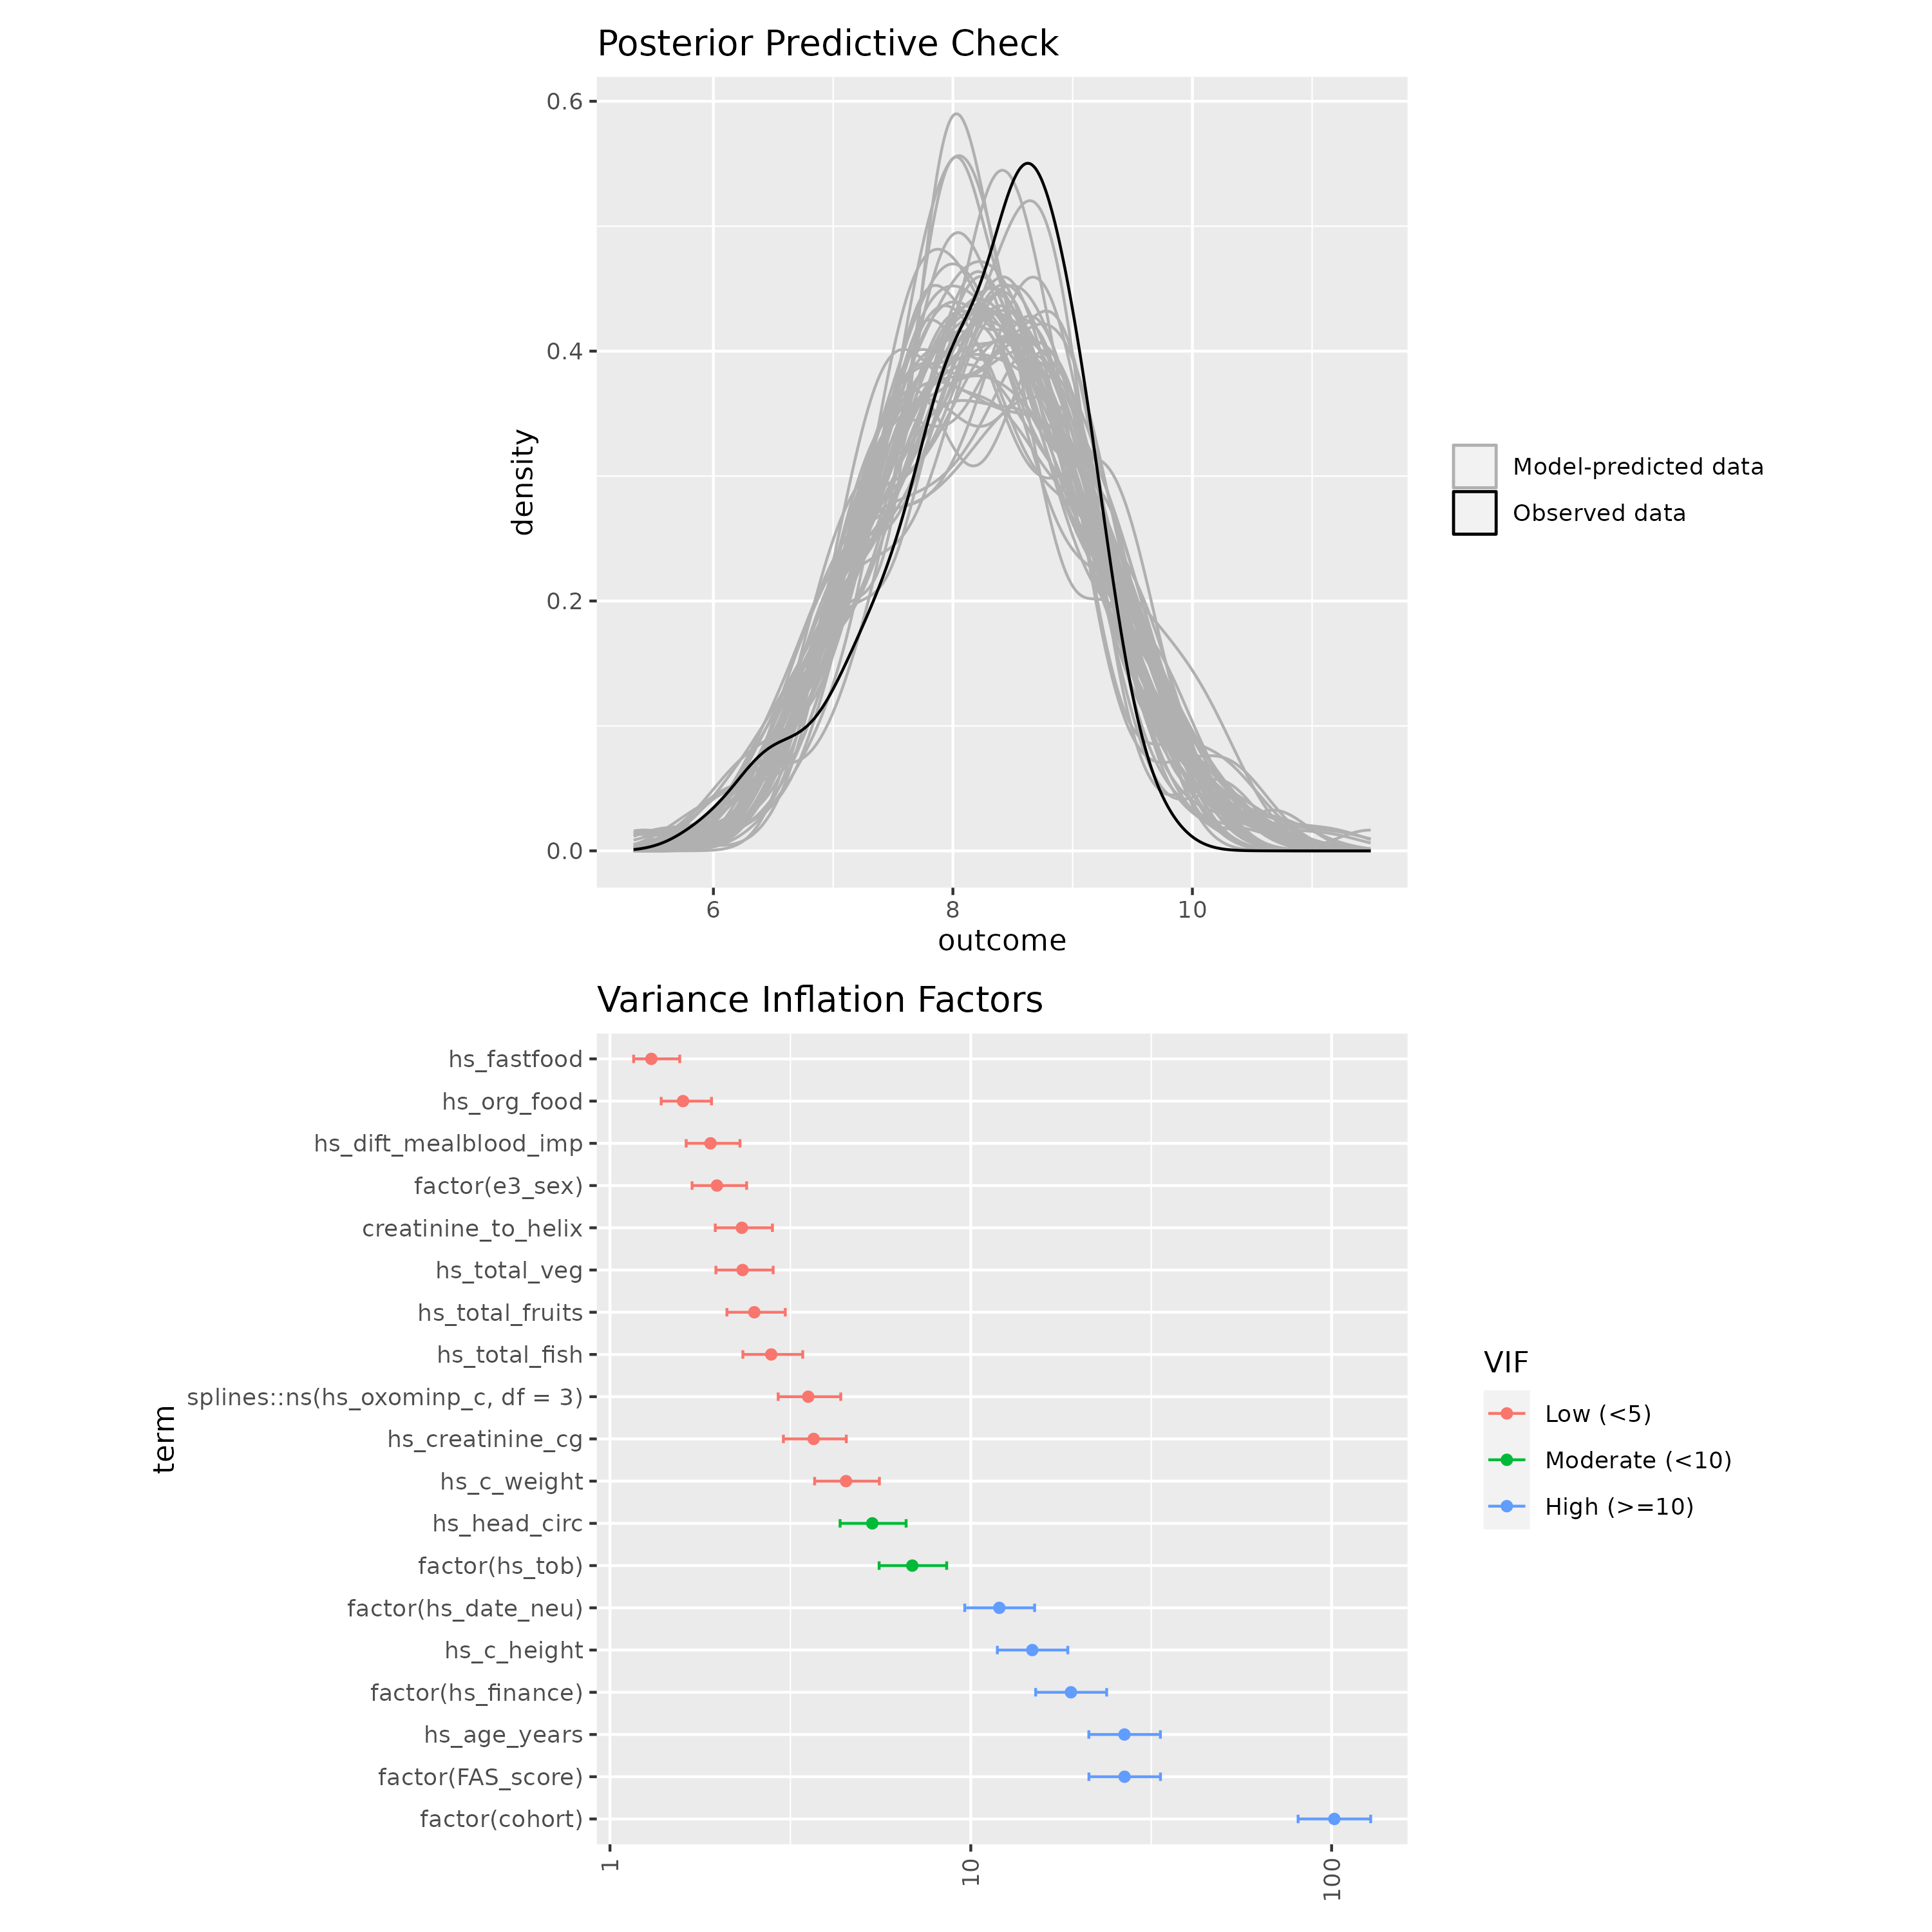 Posterior Predictive Check
0.6
0.4
0.2
0.0
density
6
8
10
outcome
Model-predicted data
Observed data
Variance Inflation Factors
hs_fastfood
hs_org_food
hs_dift_mealblood_imp
factor(e3_sex)
creatinine_to_helix
hs_total_veg
hs_total_fruits
hs_total_fish
splines::ns(hs_oxominp_c, df = 3)
hs_creatinine_cg
hs_c_weight
hs_head_circ
factor(hs_tob)
factor(hs_date_neu)
hs_c_height
factor(hs_finance)
hs_age_years
factor(FAS_score)
factor(cohort)
term
1
10
100
VIF
Low (<5)
Moderate (<10)
High (>=10)